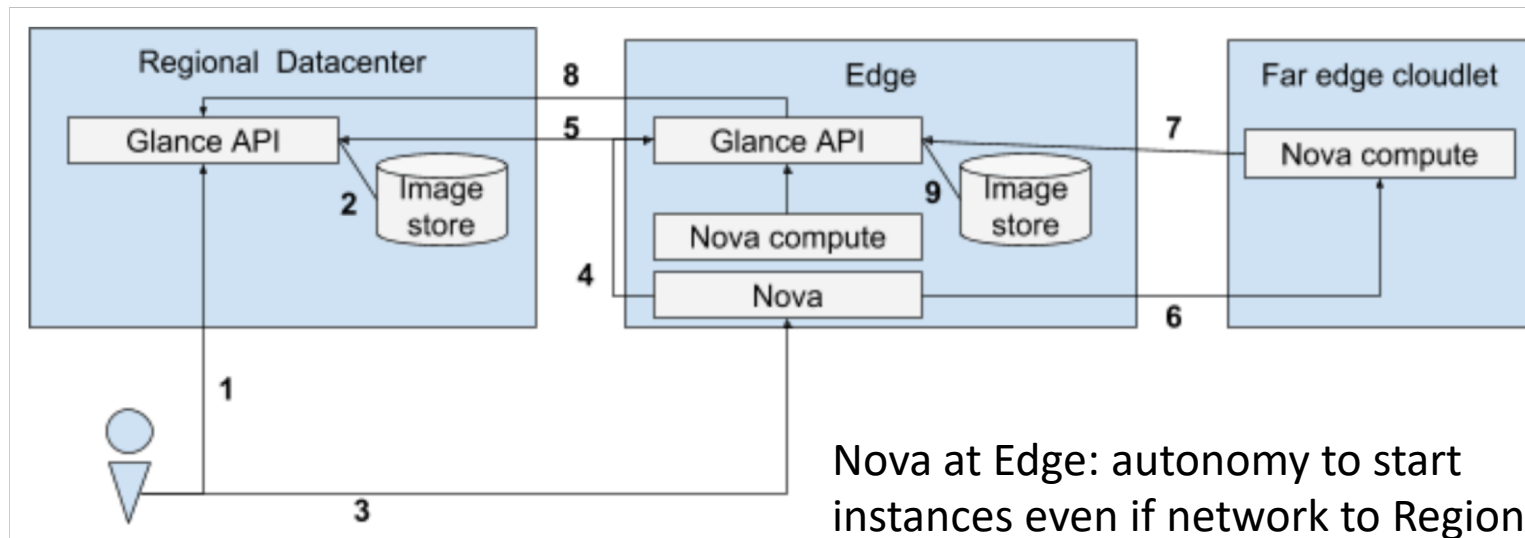 Regional Datacenter
8
Edge
Far edge cloudlet
Glance API
5
Glance API
7
Nova compute
2
Image
store
9
Image
store
Nova compute
4
Nova
6
1
3
Nova at Edge: autonomy to start
instances even if network to Region